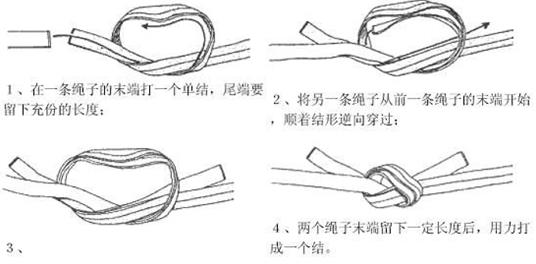 1、在一条绳子的末端打一个单结，尾端要
留下充份的长度；
2、将另一条绳子从前一条绳子的末端开始
，顺着结形逆向穿过；
3、
4、两个绳子末端留下一定长度后，用力打
成一个结。